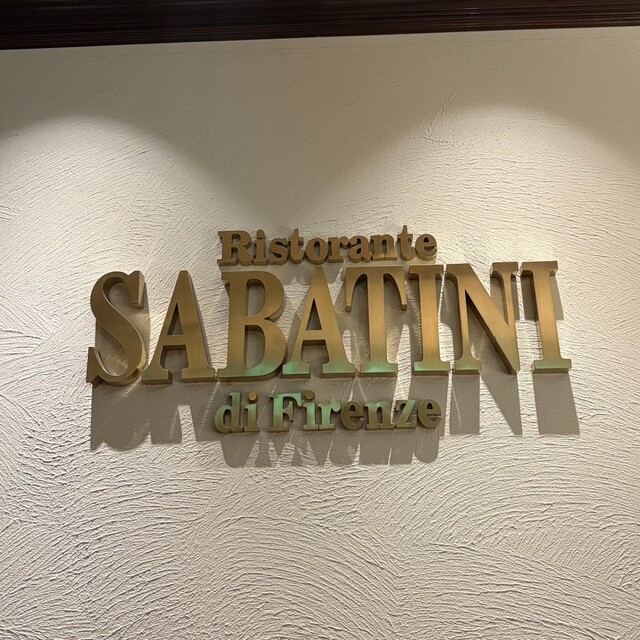 Ristorante
SABATINI
di Firenze